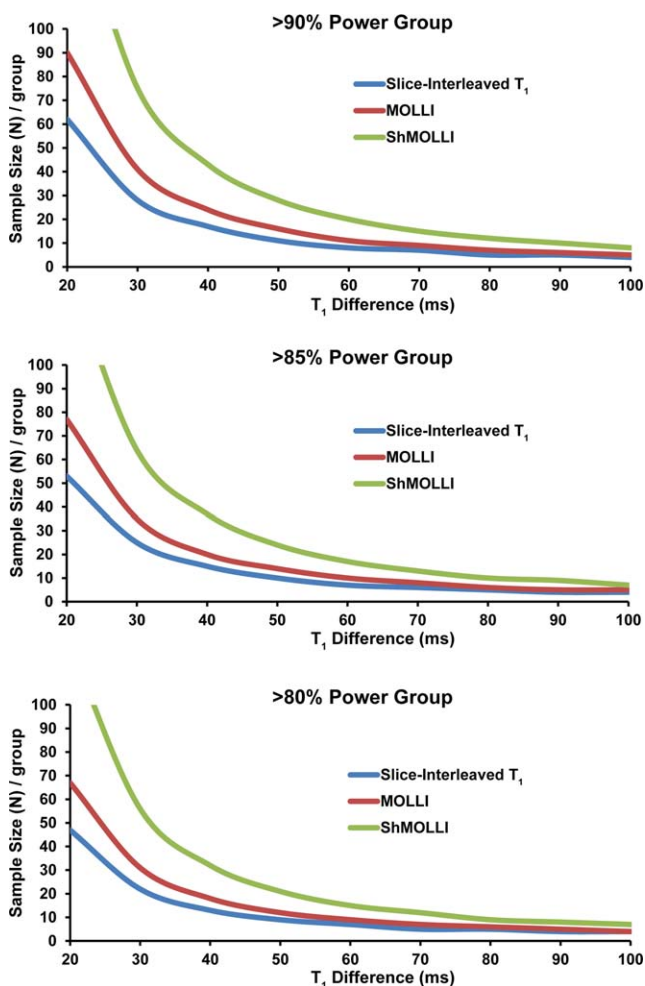 >90% Power Group
Sample Size (N) / group
100
90
80
70
60
50
40
30
20
10
0
Slice-Interleaved T₁
MOLLI
ShMOLLI
20 30 40 50 60 70 80 90 100
T₁ Difference (ms)
>85% Power Group
Sample Size (N) / group
100
90
80
70
60
50
40
30
20
10
0
Slice-Interleaved T₁
MOLLI
ShMOLLI
20 30 40 50 60 70 80 90 100
T₁ Difference (ms)
>80% Power Group
Sample Size (N) / group
100
90
80
70
60
50
40
30
20
10
0
Slice-Interleaved T₁
MOLLI
ShMOLLI
20 30 40 50 60 70 80 90 100
T₁ Difference (ms)